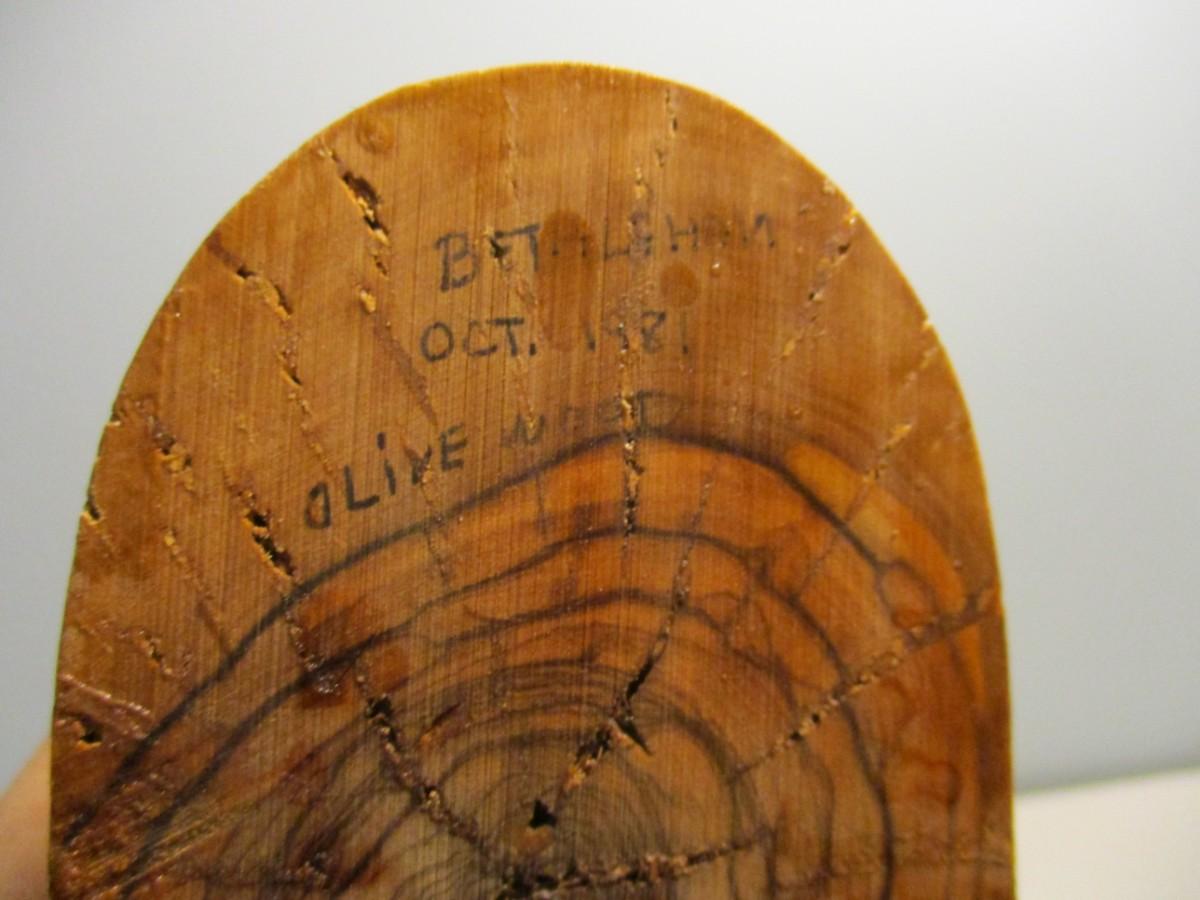 BETHLEHEM
OCT. 1981
OLIVE WOOD